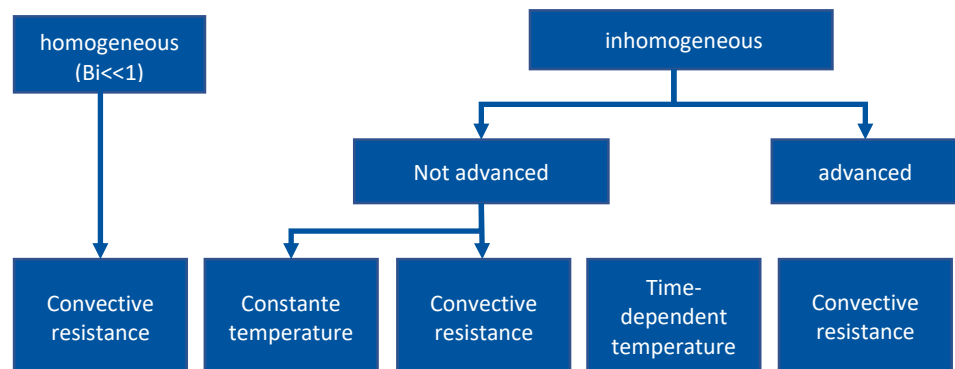 homogeneous
(Bi<<1)
inhomogeneous
Not advanced
advanced
Convective
resistance
Constante
temperature
Convective
resistance
Time-
dependent
temperature
Convective
resistance